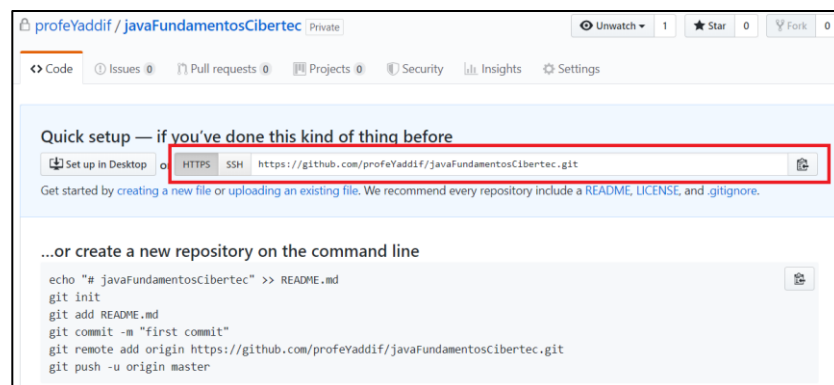 profeYaddif / javaFundamentosCibertec Private Unwatch 1 Star 0 Fork 0
Code Issues 0 Pull requests 0 Projects 0 Security Insights Settings
Quick setup — if you've done this kind of thing before
Set up in Desktop or HTTPS SSH https://github.com/profeYaddif/javaFundamentosCibertec.git
Get started by creating a new file or uploading an existing file. We recommend every repository include a README, LICENSE, and .gitignore.
...or create a new repository on the command line
echo "# javaFundamentosCibertec" >> README.md
git init
git add README.md
git commit -m "first commit"
git remote add origin https://github.com/profeYaddif/javaFundamentosCibertec.git
git push -u origin master